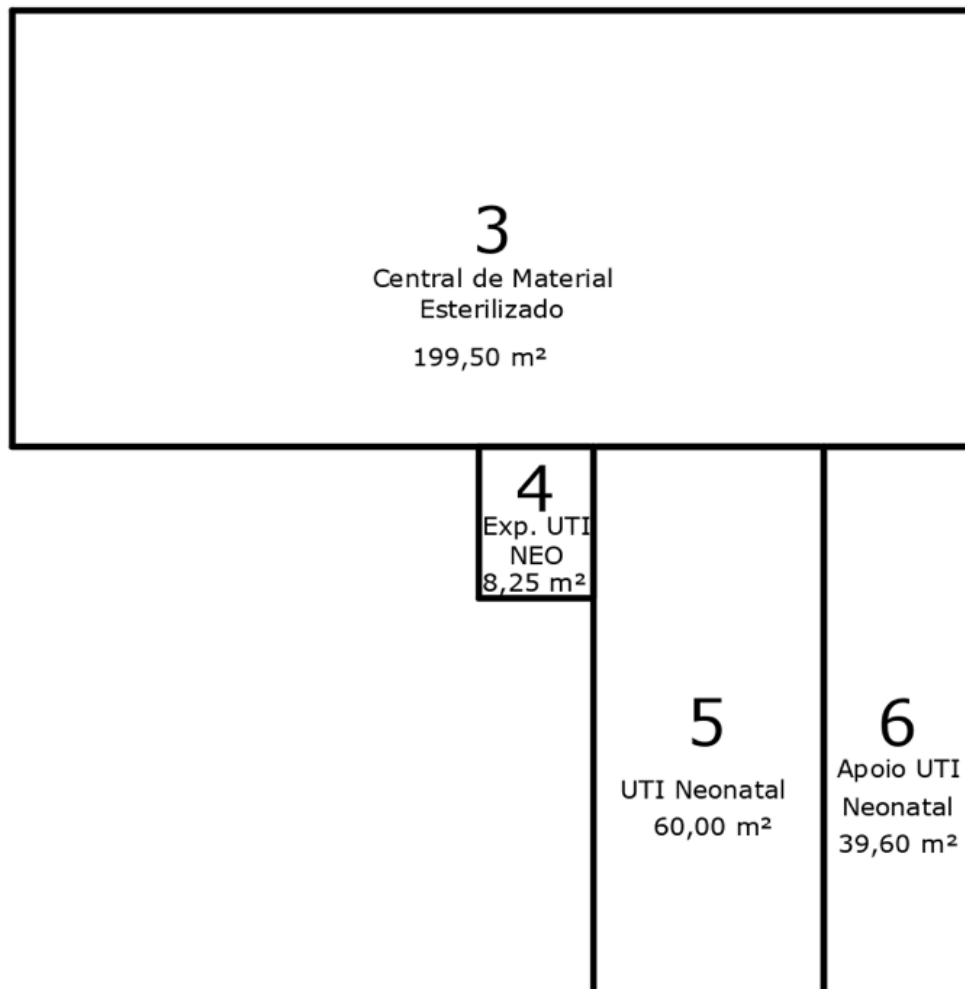 3
Central de Material
Esterilizado
199,50 m²
4
Exp. UTI
NEO
8,25 m²
5
UTI Neonatal
60,00 m²
6
Apoio UTI
Neonatal
39,60 m²